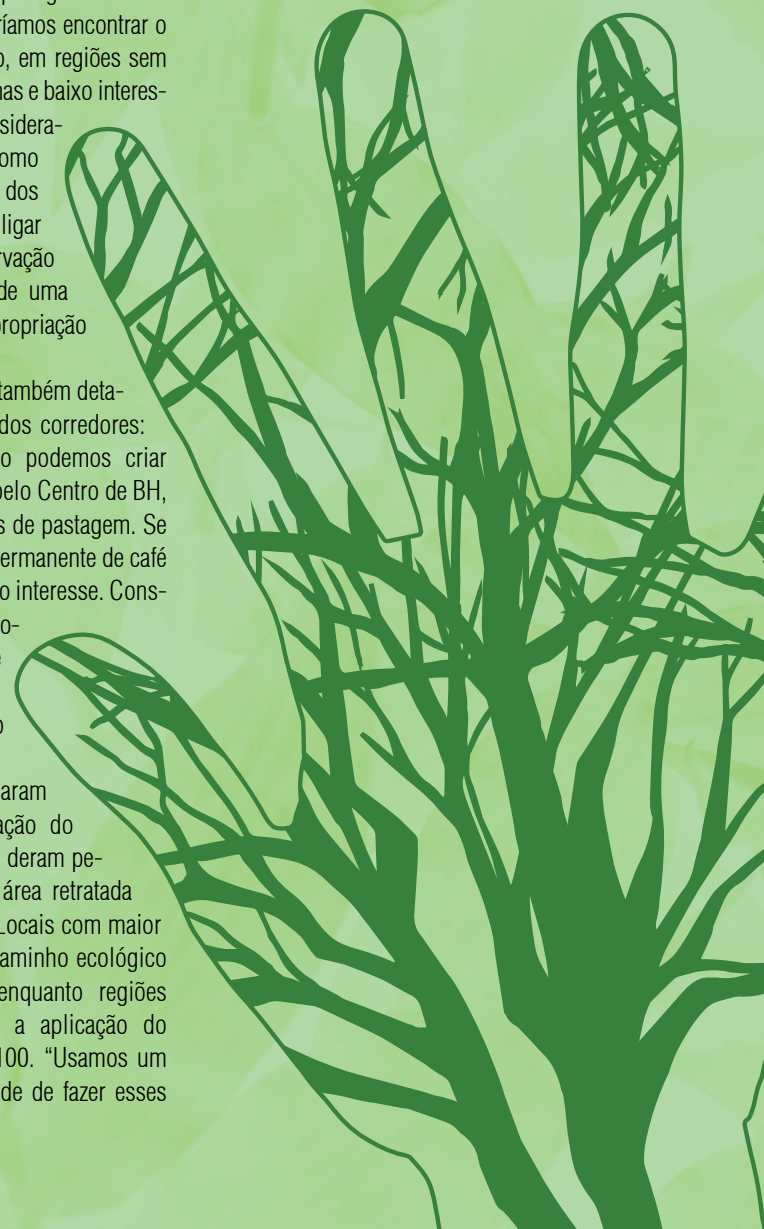 ríamos encontrar o
o, em regiões sem
nas e baixo interes-
sidera-
omo
dos
ligar
rvação
de uma
propriação
também deta-
dos corredores:
o podemos criar
pelo Centro de BH,
s de pastagem. Se
permanente de café
o interesse. Cons-
o-
o
aram
ação do
deram pe-
área retratada
Locais com maior
aminho ecológico
enquanto regiões
a aplicação do
100. “Usamos um
de de fazer esses